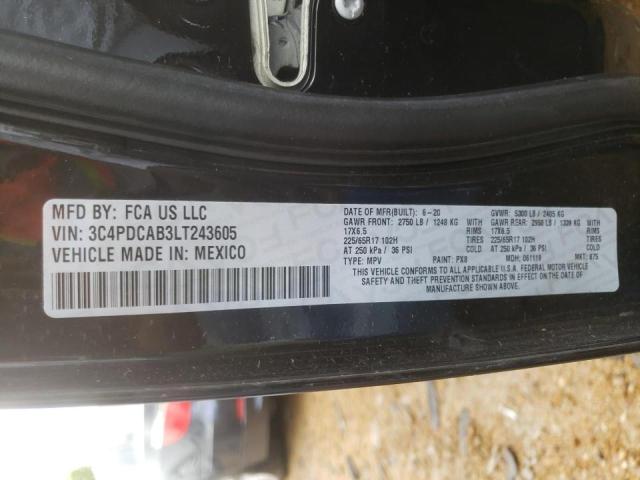 MFD BY: FCA US LLC
VIN: 3C4PDCAB3LT243605
VEHICLE MADE IN: MEXICO
DATE OF MFR(BUILT): 6-20 GVWR: 5300 LB / 2405 KG
GAWR FRONT: 2750 LB / 1248 KG GAWR REAR: 2950 LB / 1339 KG
17X6.5 RIMS 17X6.5
225/65R17 102H TIRES 225/65R17 102H
AT 250 kPa / 36 PSI COLD AT 250 kPa / 36 PSI COLD
TYPE: MPV PAINT: PX8 MDH: 061119 MKT: 875
THIS VEHICLE CONFORMS TO ALL APPLICABLE U.S.A. FEDERAL MOTOR VEHICLE
SAFETY AND THEFT PREVENTION STANDARDS IN EFFECT ON THE DATE OF
MANUFACTURE SHOWN ABOVE.